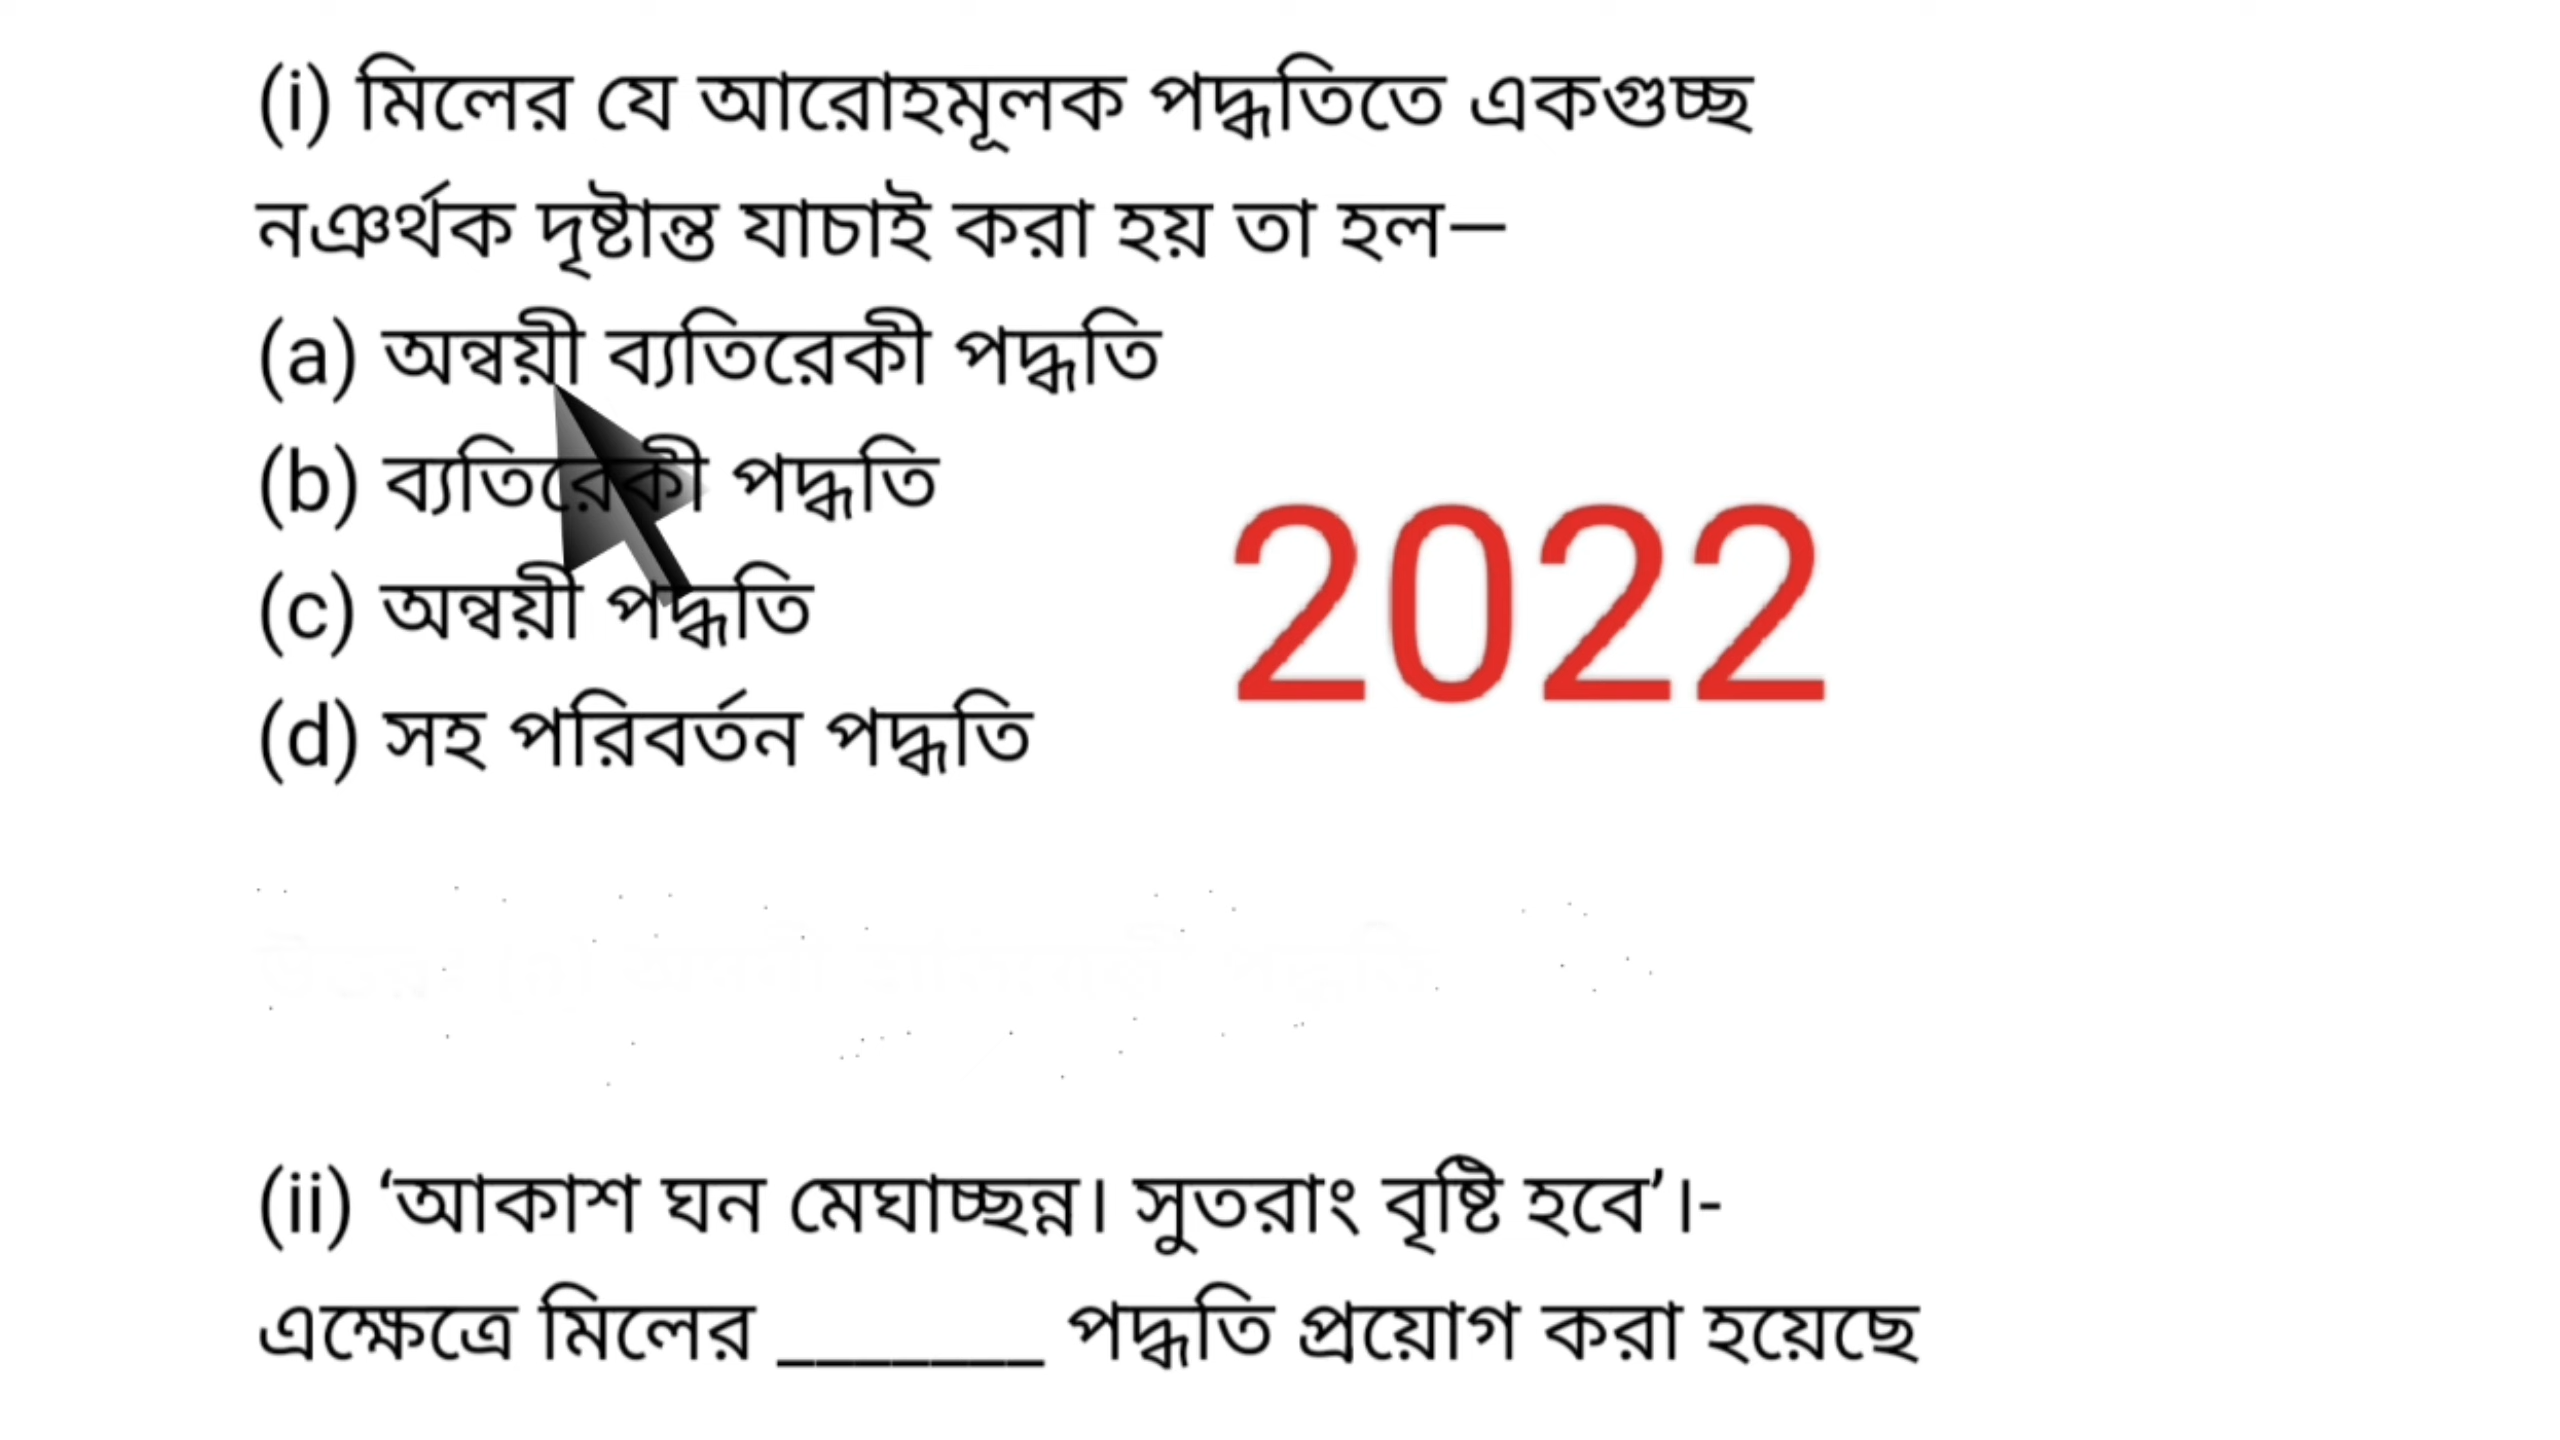 (i) মিলের যে আরোহমূলক পদ্ধতিতে একগুচ্ছ
নঞর্থক দৃষ্টান্ত যাচাই করা হয় তা হল—
(a) অন্বয়ী ব্যতিরেকী পদ্ধতি
(b) ব্যতিরেকী পদ্ধতি
(c) অন্বয়ী পদ্ধতি
(d) সহ পরিবর্তন পদ্ধতি
2022
(ii) ‘আকাশ ঘন মেঘাচ্ছন্ন। সুতরাং বৃষ্টি হবে’।-
এক্ষেত্রে মিলের _______ পদ্ধতি প্রয়োগ করা হয়েছে